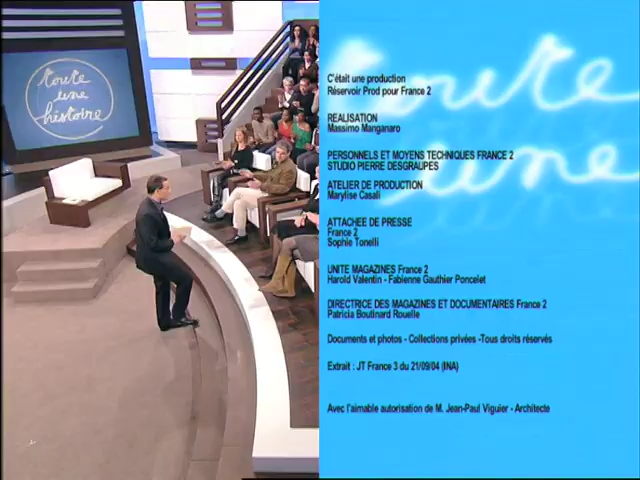 toute
une
histoire
toute
une
C'était une production
Réservoir Prod pour France 2
REALISATION
Massimo Manganaro
PERSONNELS ET MOYENS TECHNIQUES FRANCE 2
STUDIO PIERRE DESGRAUPES
ATELIER DE PRODUCTION
Marylise Casali
ATTACHEE DE PRESSE
France 2
Sophie Tonelli
UNITE MAGAZINES France 2
Harold Valentin - Fabienne Gauthier Poncelet
DIRECTRICE DES MAGAZINES ET DOCUMENTAIRES France 2
Patricia Boutinard Rouelle
Documents et photos - Collections privées -Tous droits réservés
Extrait : JT France 3 du 21/09/04 (INA)
Avec l'aimable autorisation de M. Jean-Paul Viguier - Architecte